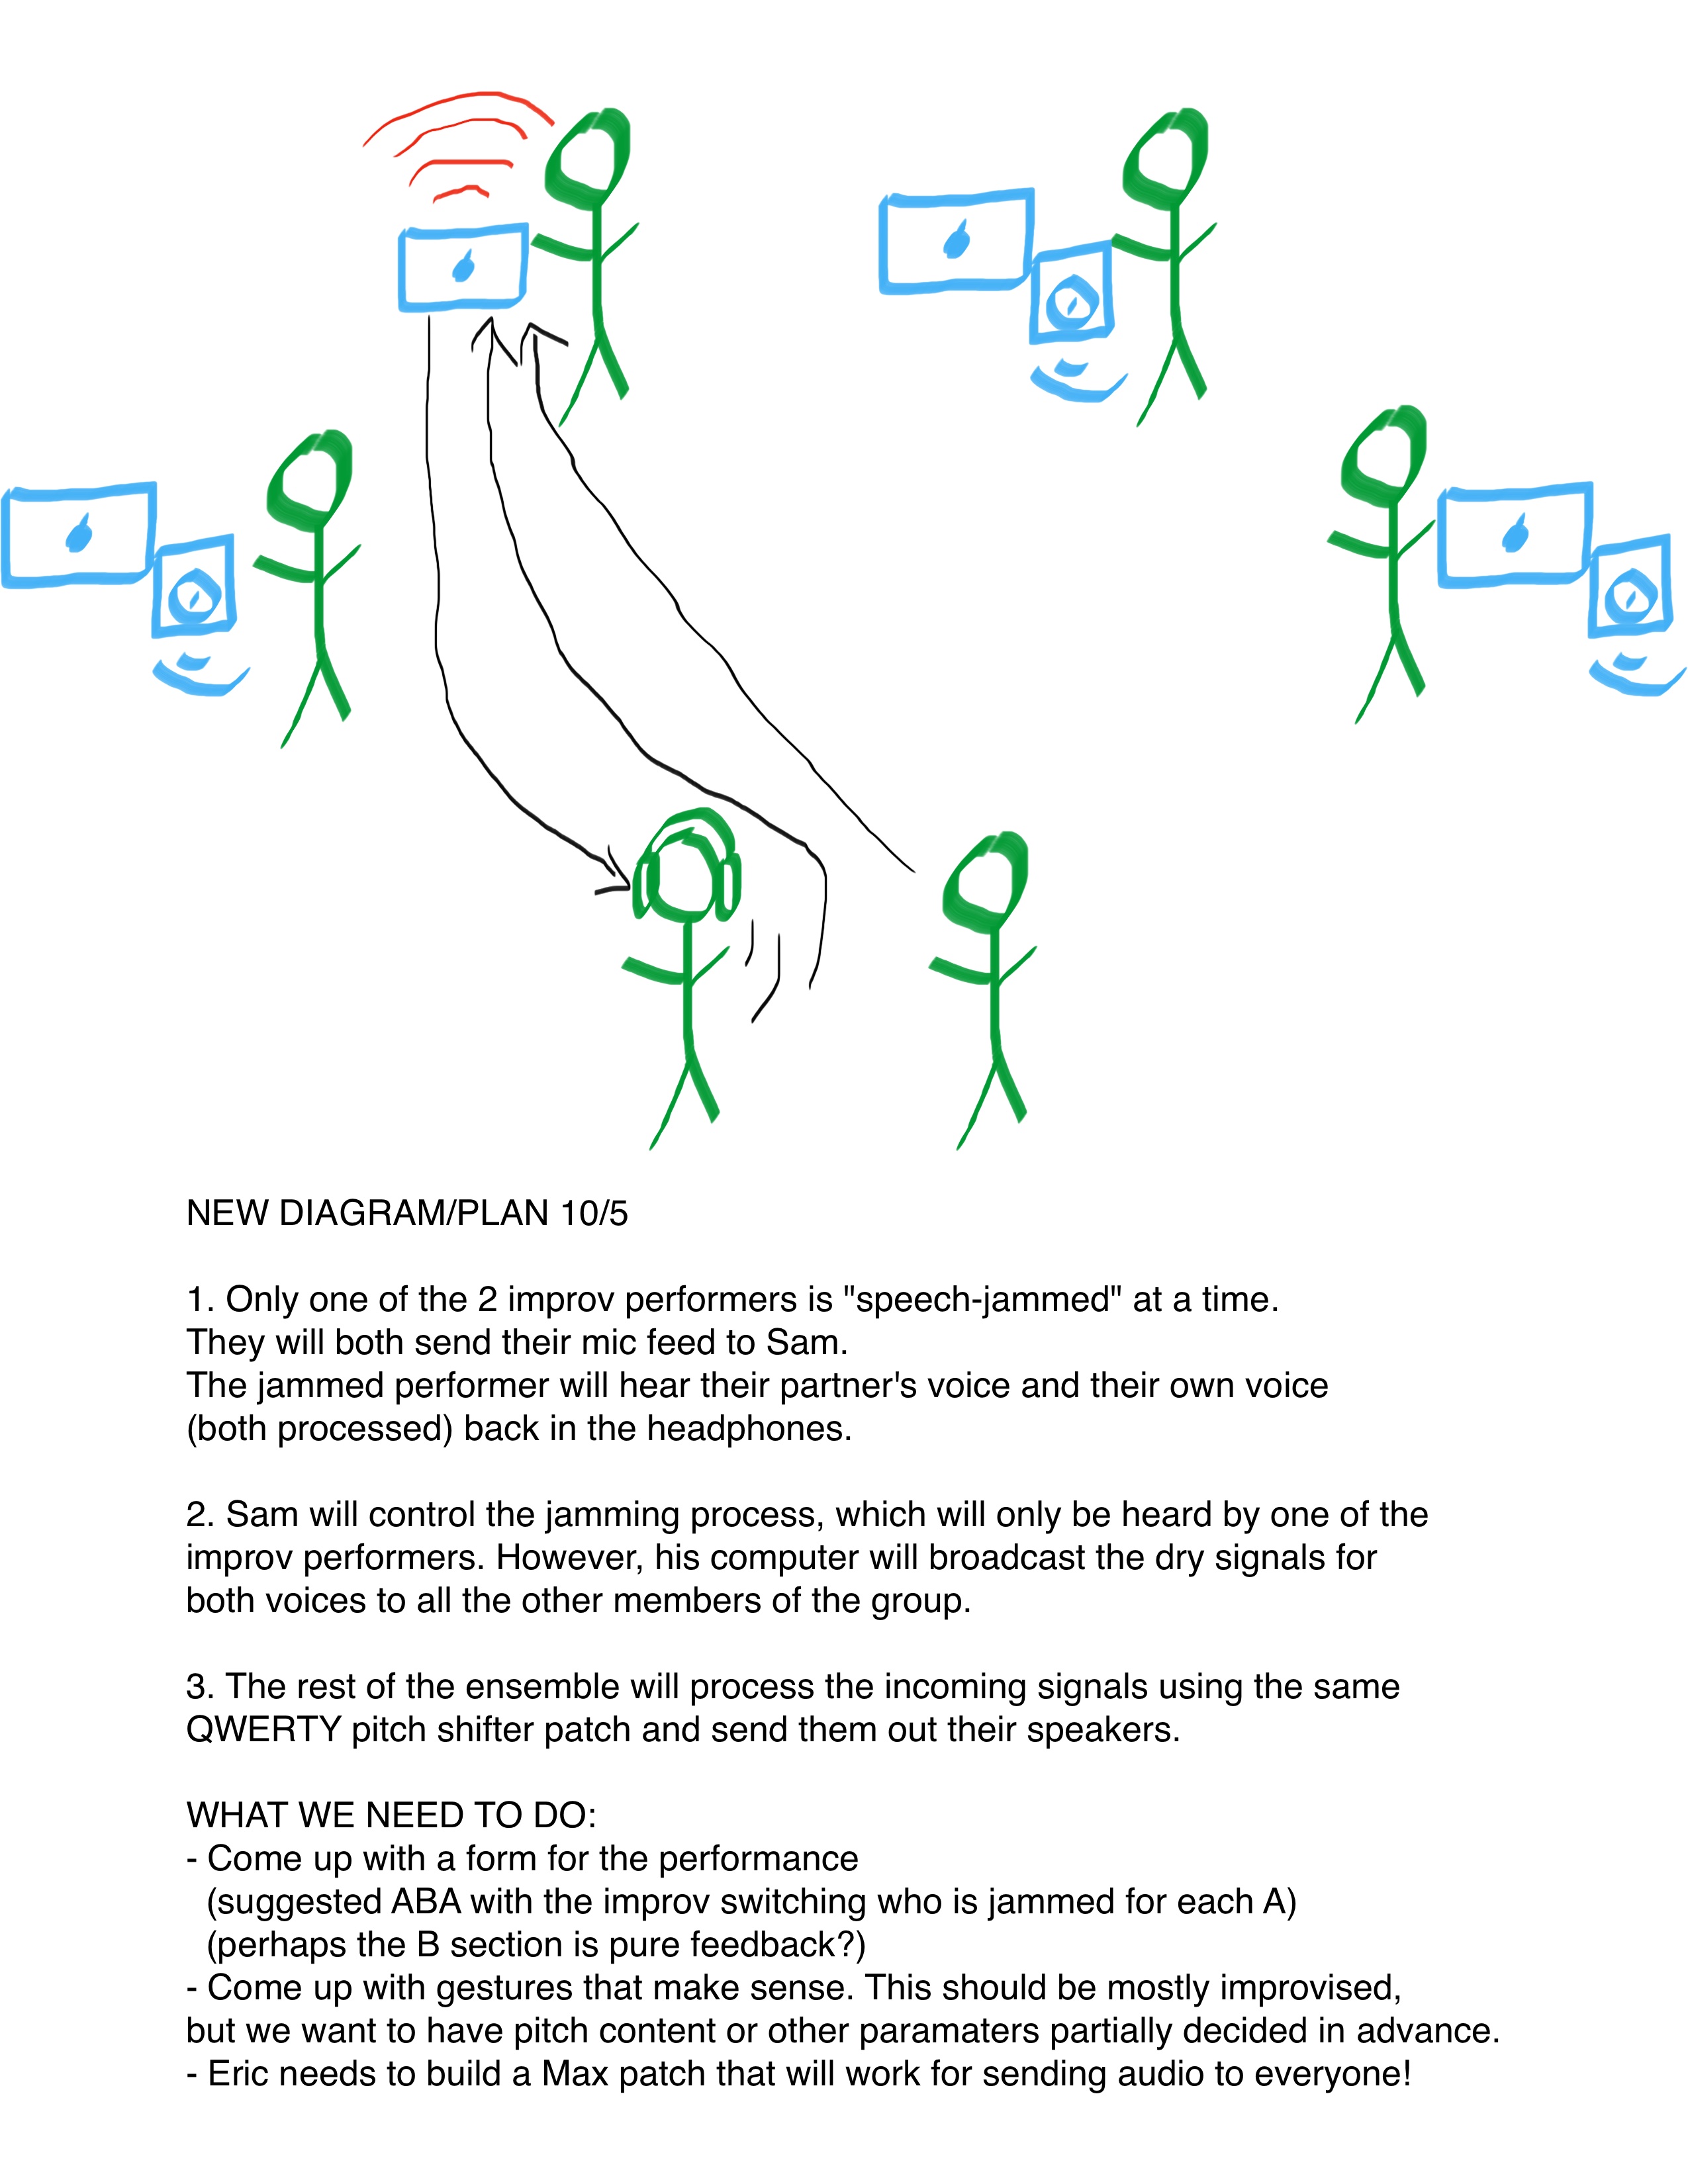 NEW DIAGRAM/PLAN 10/5
1. Only one of the 2 improv performers is "speech-jammed" at a time.
They will both send their mic feed to Sam.
The jammed performer will hear their partner's voice and their own voice
(both processed) back in the headphones.
2. Sam will control the jamming process, which will only be heard by one of the
improv performers. However, his computer will broadcast the dry signals for
both voices to all the other members of the group.
3. The rest of the ensemble will process the incoming signals using the same
QWERTY pitch shifter patch and send them out their speakers.
WHAT WE NEED TO DO:
- Come up with a form for the performance
(suggested ABA with the improv switching who is jammed for each A)
(perhaps the B section is pure feedback?)
- Come up with gestures that make sense. This should be mostly improvised,
but we want to have pitch content or other paramaters partially decided in advance.
- Eric needs to build a Max patch that will work for sending audio to everyone!